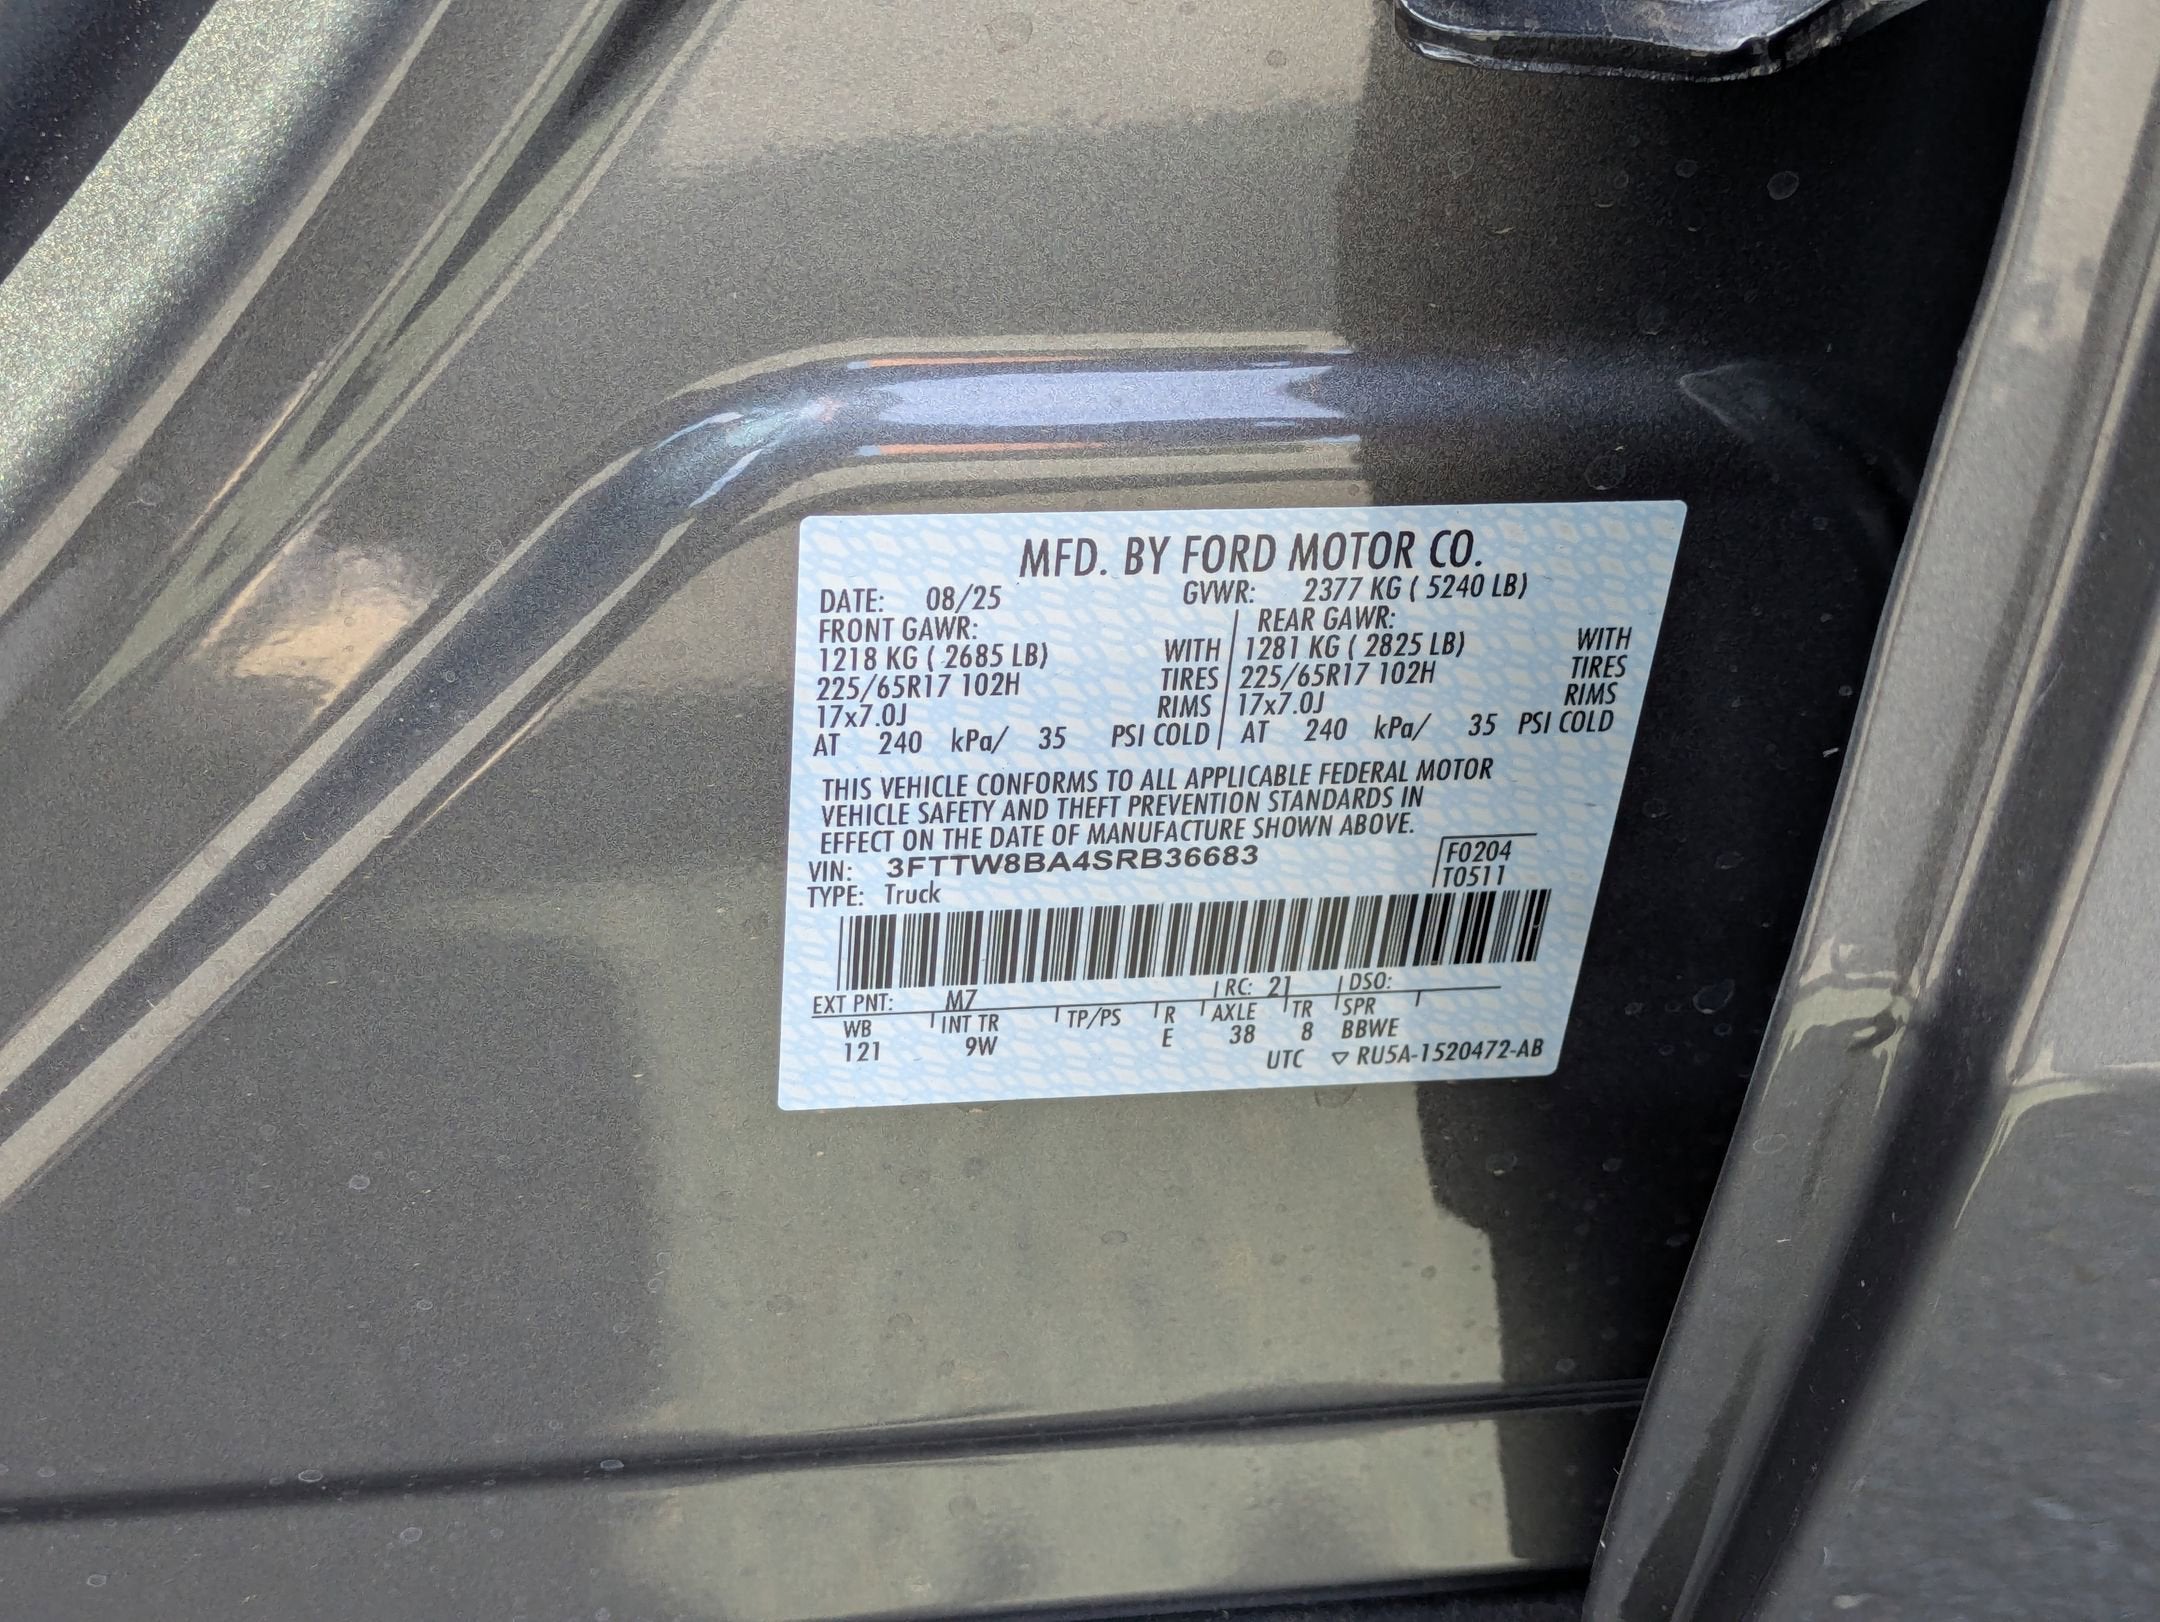 MFD. BY FORD MOTOR CO.
DATE: 08/25 GVWR: 2377 KG ( 5240 LB)
FRONT GAWR: REAR GAWR:
1218 KG ( 2685 LB) WITH 1281 KG ( 2825 LB) WITH
225/65R17 102H TIRES 225/65R17 102H TIRES
17x7.0J RIMS 17x7.0J RIMS
AT 240 kPa/ 35 PSI COLD AT 240 kPa/ 35 PSI COLD
THIS VEHICLE CONFORMS TO ALL APPLICABLE FEDERAL MOTOR
VEHICLE SAFETY AND THEFT PREVENTION STANDARDS IN
EFFECT ON THE DATE OF MANUFACTURE SHOWN ABOVE.
VIN: 3FTTW8BA4SRB36683 F0204
TYPE: Truck T0511
EXT PNT: M7 RC: 21 DSO:
WB INT TR TP/PS R AXLE TR SPR
121 9W E 38 8 BBWE
UTC ▽ RU5A-1520472-AB